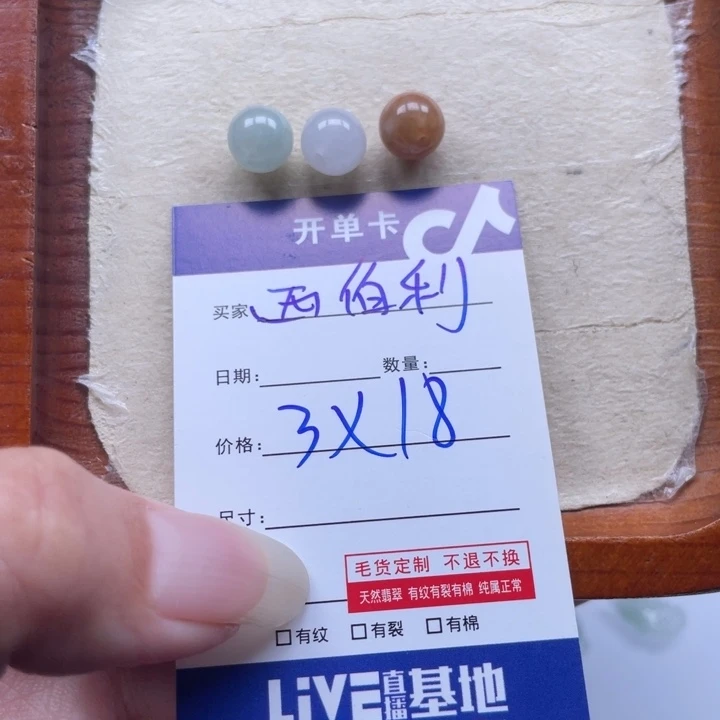 开单卡
买家 西伯利
日期: 数量:
价格: 3X18
尺寸:
毛货定制 不退不换
天然翡翠 有纹有裂有棉 纯属正常
□有纹 □有裂 □有棉
LiVE直播基地